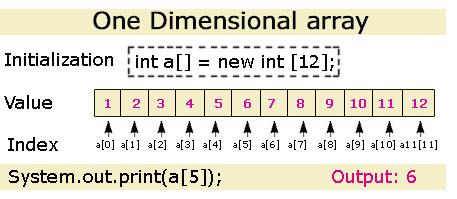 One Dimensional array
Initialization int a[] = new int [12];
Value 1 2 3 4 5 6 7 8 9 10 11 12
Index a[0] a[1] a[2] a[3] a[4] a[5] a[6] a[7] a[8] a[9] a[10] a11[11]
System.out.print(a[5]); Output: 6